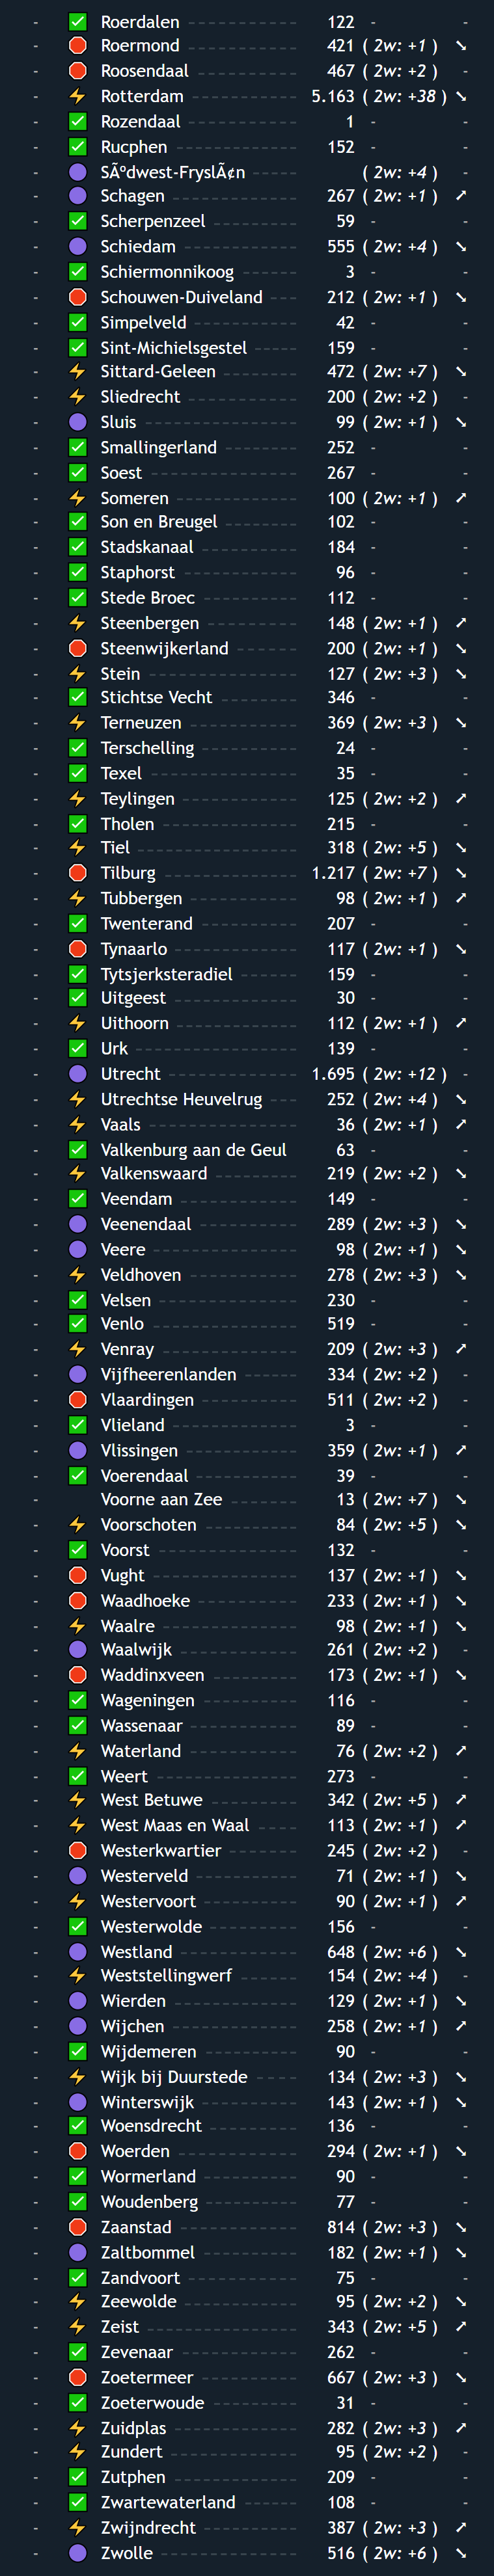 - ✅ Roerdalen ------------ 122 - -
- 🛑 Roermond ------------ 421 ( 2w: +1 ) ➘
- 🛑 Roosendaal ----------- 467 ( 2w: +2 ) -
- ⚡ Rotterdam ----------- 5.163 ( 2w: +38 ) ➘
- ✅ Rozendaal ------------ 1 - -
- ✅ Rucphen ------------- 152 - -
- 🟣 SÃºdwest-FryslÃ¢n ----- ( 2w: +4 ) -
- 🟣 Schagen ------------- 267 ( 2w: +1 ) ➚
- ✅ Scherpenzeel --------- 59 - -
- 🟣 Schiedam ------------ 555 ( 2w: +4 ) ➘
- ✅ Schiermonnikoog ------ 3 - -
- 🛑 Schouwen-Duiveland --- 212 ( 2w: +1 ) ➘
- ✅ Simpelveld ----------- 42 - -
- ✅ Sint-Michielsgestel ----- 159 - -
- ⚡ Sittard-Geleen -------- 472 ( 2w: +7 ) ➘
- ⚡ Sliedrecht ------------ 200 ( 2w: +2 ) -
- 🟣 Sluis ---------------- 99 ( 2w: +1 ) ➘
- ✅ Smallingerland -------- 252 - -
- ✅ Soest ---------------- 267 - -
- ⚡ Someren ------------- 100 ( 2w: +1 ) ➚
- ✅ Son en Breugel -------- 102 - -
- ✅ Stadskanaal ---------- 184 - -
- ✅ Staphorst ------------ 96 - -
- ✅ Stede Broec ---------- 112 - -
- ⚡ Steenbergen ---------- 148 ( 2w: +1 ) ➚
- 🛑 Steenwijkerland ------- 200 ( 2w: +1 ) ➘
- ⚡ Stein ---------------- 127 ( 2w: +3 ) ➘
- ✅ Stichtse Vecht -------- 346 - -
- ⚡ Terneuzen ----------- 369 ( 2w: +3 ) ➘
- ✅ Terschelling ---------- 24 - -
- ✅ Texel ---------------- 35 - -
- ⚡ Teylingen ------------ 125 ( 2w: +2 ) ➚
- ✅ Tholen -------------- 215 - -
- ⚡ Tiel ----------------- 318 ( 2w: +5 ) ➘
- 🛑 Tilburg -------------- 1.217 ( 2w: +7 ) ➘
- ⚡ Tubbergen ----------- 98 ( 2w: +1 ) ➚
- ✅ Twenterand ---------- 207 - -
- 🛑 Tynaarlo ------------- 117 ( 2w: +1 ) ➘
- ✅ Tytsjerksteradiel ------ 159 - -
- ✅ Uitgeest ------------- 30 - -
- ⚡ Uithoorn ------------ 112 ( 2w: +1 ) ➚
- ✅ Urk ----------------- 139 - -
- 🟣 Utrecht -------------- 1.695 ( 2w: +12 ) -
- ⚡ Utrechtse Heuvelrug --- 252 ( 2w: +4 ) ➘
- ⚡ Vaals ---------------- 36 ( 2w: +1 ) ➚
- ✅ Valkenburg aan de Geul 63 - -
- ⚡ Valkenswaard --------- 219 ( 2w: +2 ) ➘
- ✅ Veendam ------------ 149 - -
- 🟣 Veenendaal ---------- 289 ( 2w: +3 ) ➘
- 🟣 Veere --------------- 98 ( 2w: +1 ) ➘
- ⚡ Veldhoven ----------- 278 ( 2w: +3 ) ➘
- ✅ Velsen -------------- 230 - -
- ✅ Venlo --------------- 519 - -
- ⚡ Venray -------------- 209 ( 2w: +3 ) ➚
- 🟣 Vijfheerenlanden ------ 334 ( 2w: +2 ) -
- 🛑 Vlaardingen ---------- 511 ( 2w: +2 ) -
- ✅ Vlieland ------------- 3 - -
- 🟣 Vlissingen ----------- 359 ( 2w: +1 ) ➚
- ✅ Voerendaal ----------- 39 - -
- Voorne aan Zee ------- 13 ( 2w: +7 ) ➘
- ⚡ Voorschoten ---------- 84 ( 2w: +5 ) ➘
- ✅ Voorst -------------- 132 - -
- 🛑 Vught --------------- 137 ( 2w: +1 ) ➘
- 🛑 Waadhoeke ---------- 233 ( 2w: +1 ) ➘
- ⚡ Waalre -------------- 98 ( 2w: +1 ) ➘
- 🟣 Waalwijk ------------ 261 ( 2w: +2 ) -
- 🛑 Waddinxveen --------- 173 ( 2w: +1 ) ➘
- ✅ Wageningen ---------- 116 - -
- ✅ Wassenaar ----------- 89 - -
- ⚡ Waterland ----------- 76 ( 2w: +2 ) ➚
- ✅ Weert --------------- 273 - -
- ⚡ West Betuwe --------- 342 ( 2w: +5 ) ➚
- ⚡ West Maas en Waal ---- 113 ( 2w: +1 ) ➚
- 🛑 Westerkwartier ------- 245 ( 2w: +2 ) -
- 🟣 Westerveld ---------- 71 ( 2w: +1 ) ➘
- ⚡ Westervoort ---------- 90 ( 2w: +1 ) ➚
- ✅ Westerwolde --------- 156 - -
- 🟣 Westland ------------ 648 ( 2w: +6 ) ➘
- ⚡ Weststellingwerf ------ 154 ( 2w: +4 ) -
- 🟣 Wierden ------------- 129 ( 2w: +1 ) ➘
- 🟣 Wijchen ------------- 258 ( 2w: +1 ) ➚
- ✅ Wijdemeren ---------- 90 - -
- ⚡ Wijk bij Duurstede ----- 134 ( 2w: +3 ) ➘
- 🟣 Winterswijk ---------- 143 ( 2w: +1 ) ➘
- ✅ Woensdrecht --------- 136 - -
- 🛑 Woerden ------------ 294 ( 2w: +1 ) ➘
- ✅ Wormerland ---------- 90 - -
- ✅ Woudenberg ---------- 77 - -
- 🛑 Zaanstad ------------ 814 ( 2w: +3 ) ➘
- 🟣 Zaltbommel ---------- 182 ( 2w: +1 ) ➘
- ✅ Zandvoort ----------- 75 - -
- ⚡ Zeewolde ------------ 95 ( 2w: +2 ) ➘
- ⚡ Zeist ---------------- 343 ( 2w: +5 ) ➚
- ✅ Zevenaar ------------ 262 - -
- 🛑 Zoetermeer ---------- 667 ( 2w: +3 ) ➘
- ✅ Zoeterwoude --------- 31 - -
- ⚡ Zuidplas ------------- 282 ( 2w: +3 ) ➚
- ⚡ Zundert ------------- 95 ( 2w: +2 ) -
- ✅ Zutphen ------------- 209 - -
- ✅ Zwartewaterland ------ 108 - -
- ⚡ Zwijndrecht ---------- 387 ( 2w: +3 ) ➚
- 🟣 Zwolle -------------- 516 ( 2w: +6 ) ➘